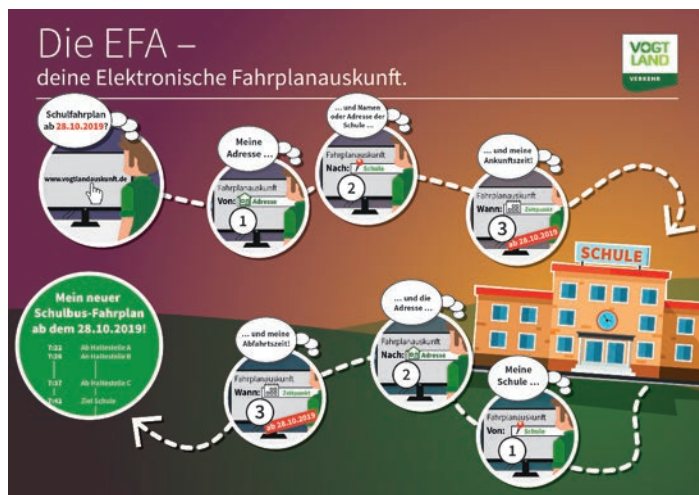 Die EFA –
deine Elektronische Fahrplanauskunft.
VOGT
LAND
VERKEHR
Schulfahrplan
ab 28.10.2019?
www.vogtlandauskunft.de
Meine
Adresse ...
Fahrplanauskunft
Von: Adresse
1
... und Namen
oder Adresse der
Schule ...
Fahrplanauskunft
Nach: Schule
2
... und meine
Ankunftszeit!
Fahrplanauskunft
Wann: Zeitpunkt
3
ab 28.10.2019
SCHULE
Meine
Schule ...
Fahrplanauskunft
Von: Schule
1
... und die
Adresse ...
Fahrplanauskunft
Nach: Adresse
2
... und meine
Abfahrtszeit!
Fahrplanauskunft
Wann: Zeitpunkt
3
ab 28.10.2019
Mein neuer
Schulbus-Fahrplan
ab dem 28.10.2019!
7:22 Ab Haltestelle A
An Haltestelle B
7:37 Ab Haltestelle C
7:42 Ziel Schule